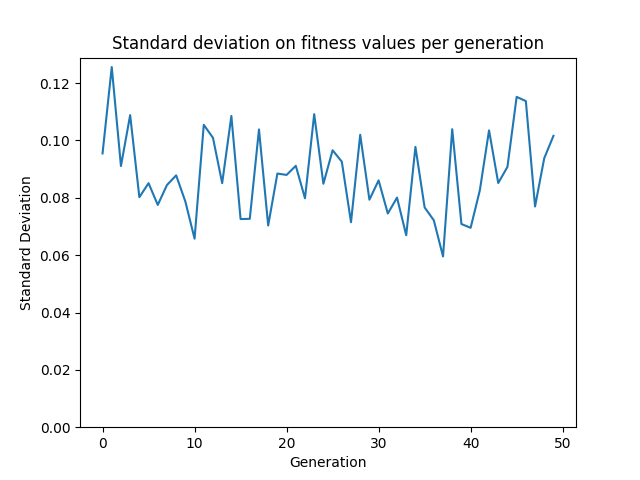 Standard deviation on fitness values per generation
Standard Deviation
0.12
0.10
0.08
0.06
0.04
0.02
0.00
0 10 20 30 40 50
Generation